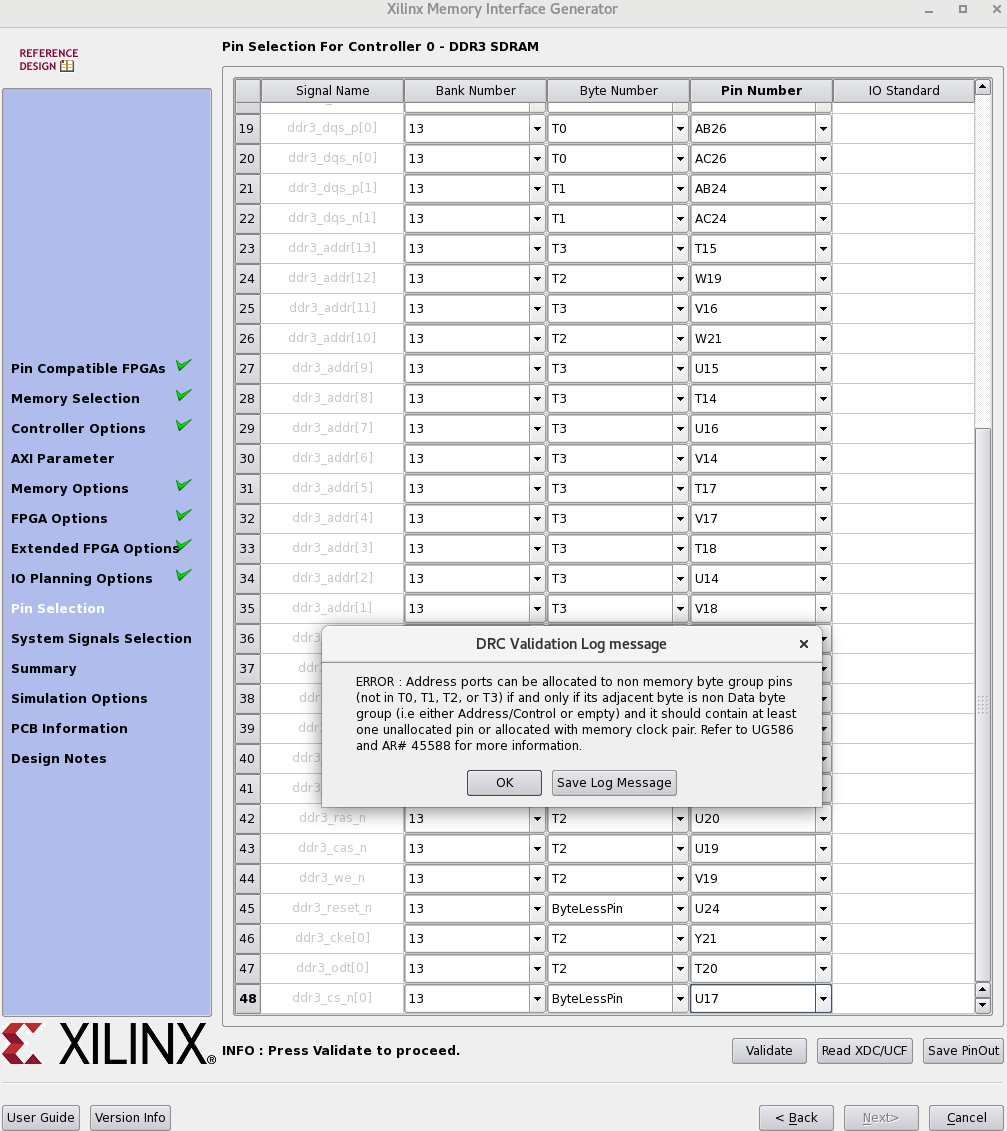 Xilinx Memory Interface Generator
REFERENCE
DESIGN
Pin Selection For Controller 0 - DDR3 SDRAM
Signal Name Bank Number Byte Number Pin Number IO Standard
19 ddr3_dqs_p[0] 13 T0 AB26
20 ddr3_dqs_n[0] 13 T0 AC26
21 ddr3_dqs_p[1] 13 T1 AB24
22 ddr3_dqs_n[1] 13 T1 AC24
23 ddr3_addr[13] 13 T3 T15
24 ddr3_addr[12] 13 T2 W19
25 ddr3_addr[11] 13 T3 V16
26 ddr3_addr[10] 13 T2 W21
27 ddr3_addr[9] 13 T3 U15
28 ddr3_addr[8] 13 T3 T14
29 ddr3_addr[7] 13 T3 U16
30 ddr3_addr[6] 13 T3 V14
31 ddr3_addr[5] 13 T3 T17
32 ddr3_addr[4] 13 T3 V17
33 ddr3_addr[3] 13 T3 T18
34 ddr3_addr[2] 13 T3 U14
35 ddr3_addr[1] 13 T3 V18
36 ddr3
37 ddr
38 ddr
39 ddr
40 ddr
41 ddr3
42 ddr3_ras_n 13 T2 U20
43 ddr3_cas_n 13 T2 U19
44 ddr3_we_n 13 T2 V19
45 ddr3_reset_n 13 ByteLessPin U24
46 ddr3_cke[0] 13 T2 Y21
47 ddr3_odt[0] 13 T2 T20
48 ddr3_cs_n[0] 13 ByteLessPin U17
Pin Compatible FPGAs
Memory Selection
Controller Options
AXI Parameter
Memory Options
FPGA Options
Extended FPGA Options
IO Planning Options
Pin Selection
System Signals Selection
Summary
Simulation Options
PCB Information
Design Notes
DRC Validation Log message
ERROR : Address ports can be allocated to non memory byte group pins
(not in T0, T1, T2, or T3) if and only if its adjacent byte is non Data byte
group (i.e either Address/Control or empty) and it should contain at least
one unallocated pin or allocated with memory clock pair. Refer to UG586
and AR# 45588 for more information.
OK Save Log Message
XILINX®
INFO : Press Validate to proceed.
Validate Read XDC/UCF Save PinOut
User Guide Version Info < Back Next> Cancel